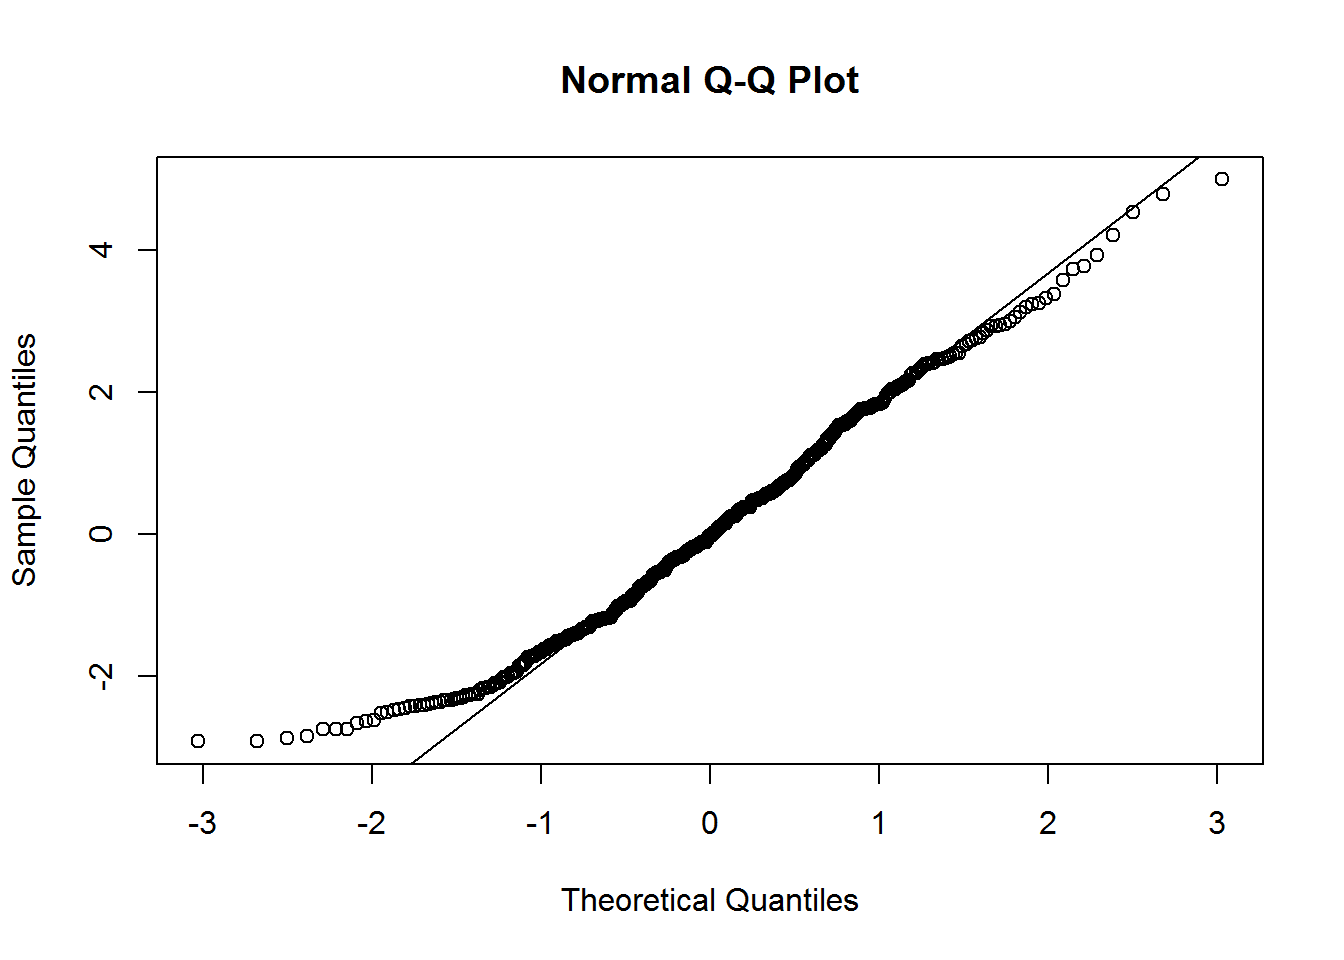 Normal Q-Q Plot
Sample Quantiles
4
2
0
-2
-3 -2 -1 0 1 2 3
Theoretical Quantiles